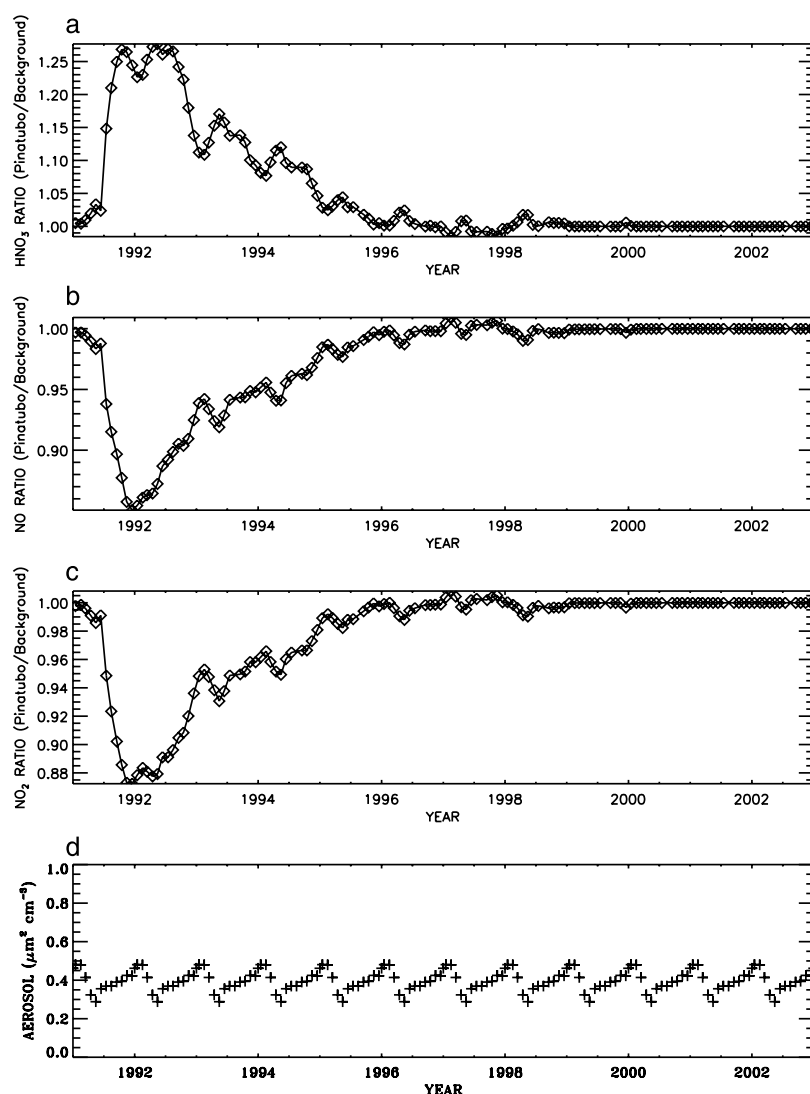 a
HNO3 RATIO (Pinatubo/Background)
1.25
1.20
1.15
1.10
1.05
1.00
1992 1994 1996 1998 2000 2002
YEAR
b
NO RATIO (Pinatubo/Background)
1.00
0.95
0.90
1992 1994 1996 1998 2000 2002
YEAR
c
NO2 RATIO (Pinatubo/Background)
1.00
0.98
0.96
0.94
0.92
0.90
0.88
1992 1994 1996 1998 2000 2002
YEAR
d
AEROSOL (μm² cm⁻³)
1.0
0.8
0.6
0.4
0.2
0.0
1992 1994 1996 1998 2000 2002
YEAR